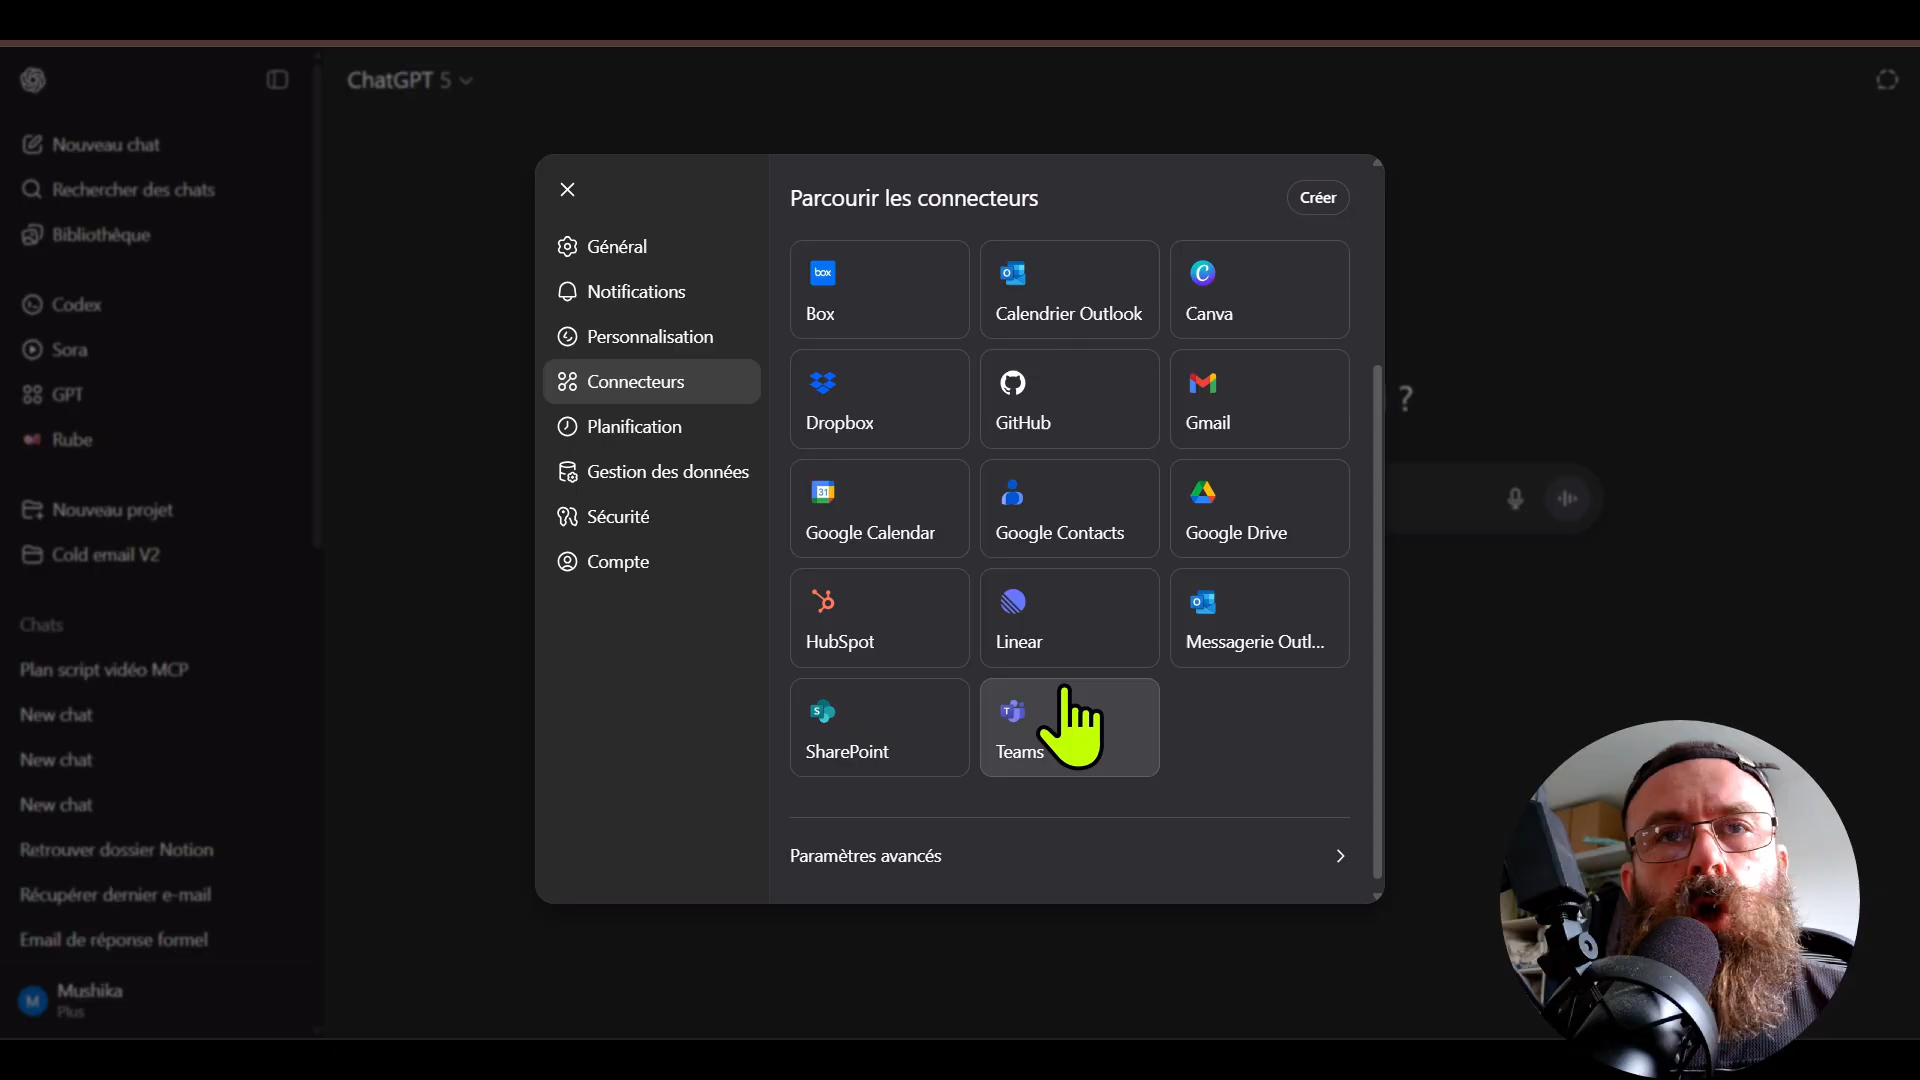 ChatGPT 5
Nouveau chat
Rechercher des chats
Bibliothèque
Codex
Sora
GPT
Rube
Nouveau projet
Cold email V2
Chats
Plan script vidéo MCP
New chat
New chat
New chat
Retrouver dossier Notion
Récupérer dernier e-mail
Email de réponse formel
M
Mushika
Plus
Général
Notifications
Personnalisation
Connecteurs
Planification
Gestion des données
Sécurité
Compte
Parcourir les connecteurs
Créer
box
Box
Calendrier Outlook
Canva
Dropbox
GitHub
Gmail
31
Google Calendar
Google Contacts
Google Drive
HubSpot
Linear
Messagerie Outl...
SharePoint
Teams
Paramètres avancés
?